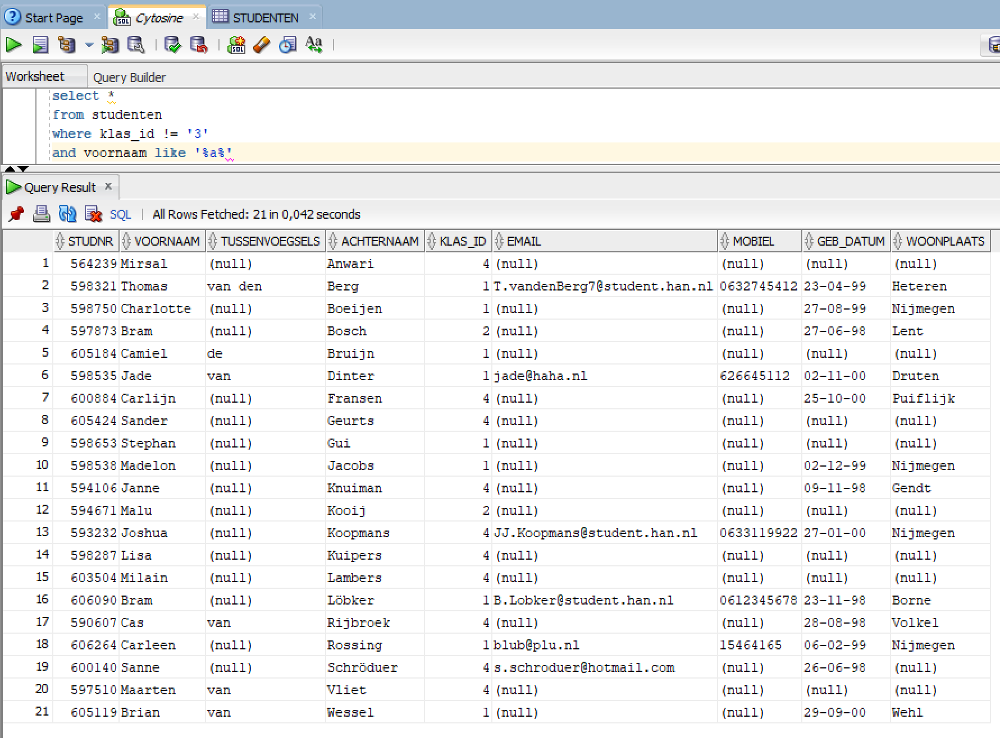 Start Page Cytosine STUDENTEN
Worksheet Query Builder
select *
from studenten
where klas_id != '3'
and voornaam like '%a%'
Query Result
SQL All Rows Fetched: 21 in 0,042 seconds
STUDNR VOORNAAM TUSSENVOEGSELS ACHTERNAAM KLAS_ID EMAIL MOBIEL GEB_DATUM WOONPLAATS
1 564239 Mirsal (null) Anwari 4 (null) (null) (null) (null)
2 598321 Thomas van den Berg 1 T.vandenBerg7@student.han.nl 0632745412 23-04-99 Heteren
3 598750 Charlotte (null) Boeijen 1 (null) (null) 27-08-99 Nijmegen
4 597873 Bram (null) Bosch 2 (null) (null) 27-06-98 Lent
5 605184 Camiel de Bruijn 1 (null) (null) (null) (null)
6 598535 Jade van Dinter 1 jade@haha.nl 626645112 02-11-00 Druten
7 600884 Carlijn (null) Fransen 4 (null) (null) 25-10-00 Puiflijk
8 605424 Sander (null) Geurts 4 (null) (null) (null) (null)
9 598653 Stephan (null) Gui 1 (null) (null) (null) (null)
10 598538 Madelon (null) Jacobs 1 (null) (null) 02-12-99 Nijmegen
11 594106 Janne (null) Knuiman 4 (null) (null) 09-11-98 Gendt
12 594671 Malu (null) Kooij 2 (null) (null) (null) (null)
13 593232 Joshua (null) Koopmans 4 JJ.Koopmans@student.han.nl 0633119922 27-01-00 Nijmegen
14 598287 Lisa (null) Kuipers 4 (null) (null) (null) (null)
15 603504 Milain (null) Lambers 4 (null) (null) (null) (null)
16 606090 Bram (null) Löbker 1 B.Lobker@student.han.nl 0612345678 23-11-98 Borne
17 590607 Cas van Rijbroek 4 (null) (null) 28-08-98 Volkel
18 606264 Carleen (null) Rossing 1 blub@plu.nl 15464165 06-02-99 Nijmegen
19 600140 Sanne (null) Schröduer 4 s.schroduer@hotmail.com (null) 26-06-98 (null)
20 597510 Maarten van Vliet 4 (null) (null) (null) (null)
21 605119 Brian van Wessel 1 (null) (null) 29-09-00 Wehl